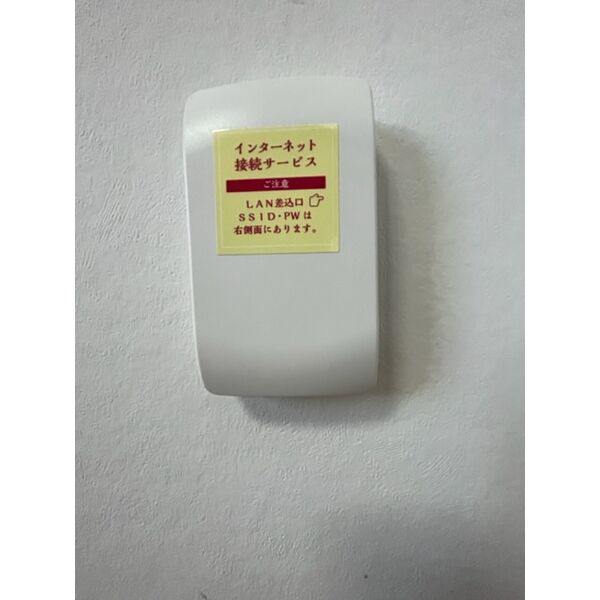 インターネット
接続サービス
ご注意
LAN差込口
SSID・PWは
右側面にあります。